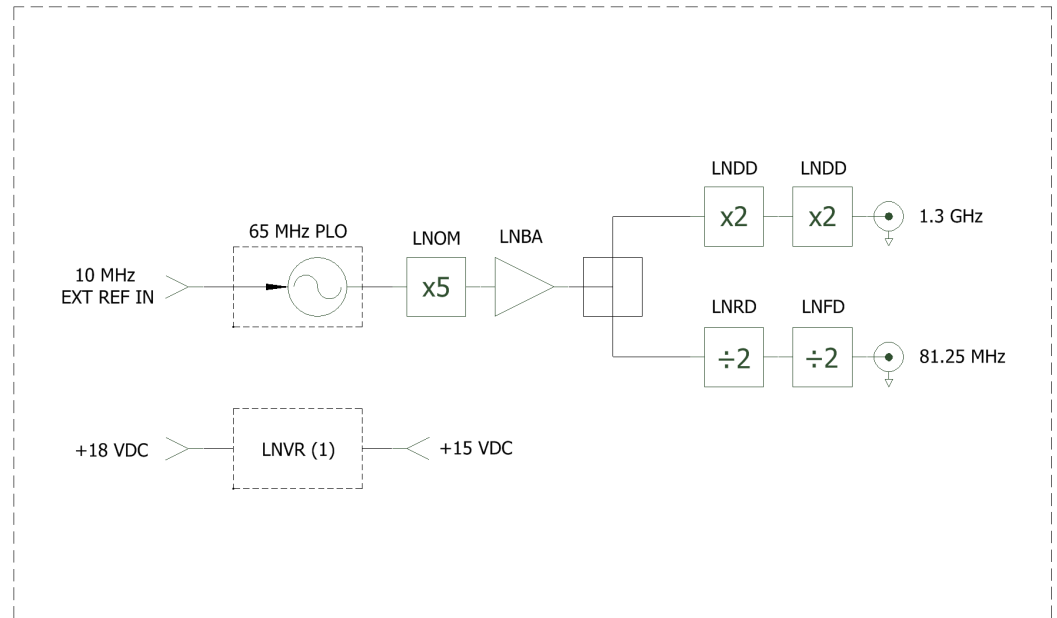 LNDD LNDD
x2 x2
1.3 GHz
65 MHz PLO
LNOM LNBA
10 MHz
EXT REF IN
x5
LNRD LNFD
÷2 ÷2
81.25 MHz
+18 VDC
LNVR (1)
+15 VDC